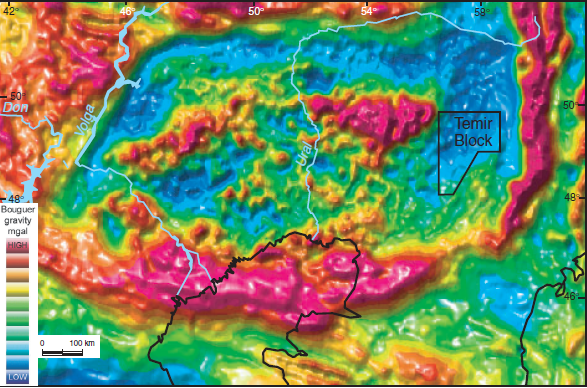 42° 46° 50° 54° 58°
50° 50°
Don
Volga
Ural
Temir
Block
48° 48°
46°
Bouguer
gravity
mgal
HIGH
LOW
0 100 km